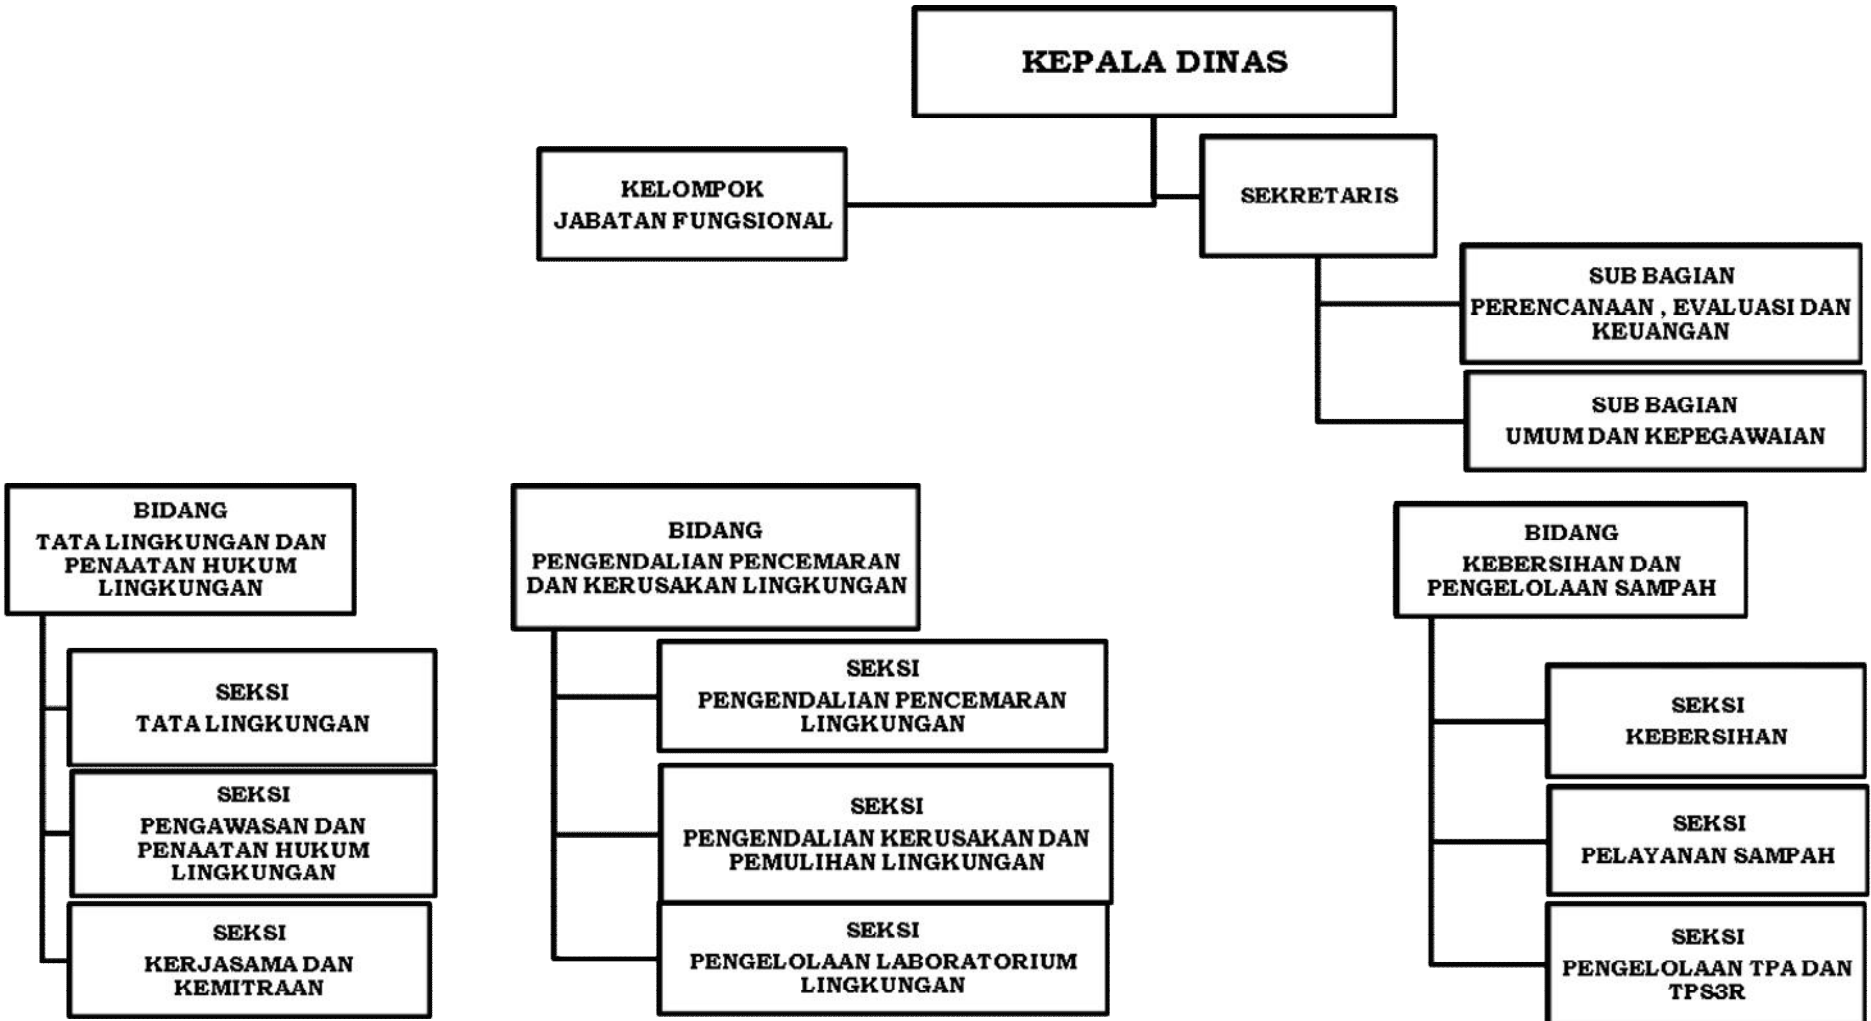 KEPALA DINAS
KELOMPOK
JABATAN FUNGSIONAL
SEKRETARIS
SUB BAGIAN
PERENCANAAN , EVALUASI DAN
KEUANGAN
SUB BAGIAN
UMUM DAN KEPEGAWAIAN
BIDANG
TATA LINGKUNGAN DAN
PENAATAN HUKUM
LINGKUNGAN
SEKSI
TATA LINGKUNGAN
SEKSI
PENGAWASAN DAN
PENAATAN HUKUM
LINGKUNGAN
SEKSI
KERJASAMA DAN
KEMITRAAN
BIDANG
PENGENDALIAN PENCEMARAN
DAN KERUSAKAN LINGKUNGAN
SEKSI
PENGENDALIAN PENCEMARAN
LINGKUNGAN
SEKSI
PENGENDALIAN KERUSAKAN DAN
PEMULIHAN LINGKUNGAN
SEKSI
PENGELOLAAN LABORATORIUM
LINGKUNGAN
BIDANG
KEBERSIHAN DAN
PENGELOLAAN SAMPAH
SEKSI
KEBERSIHAN
SEKSI
PELAYANAN SAMPAH
SEKSI
PENGELOLAAN TPA DAN
TPS3R